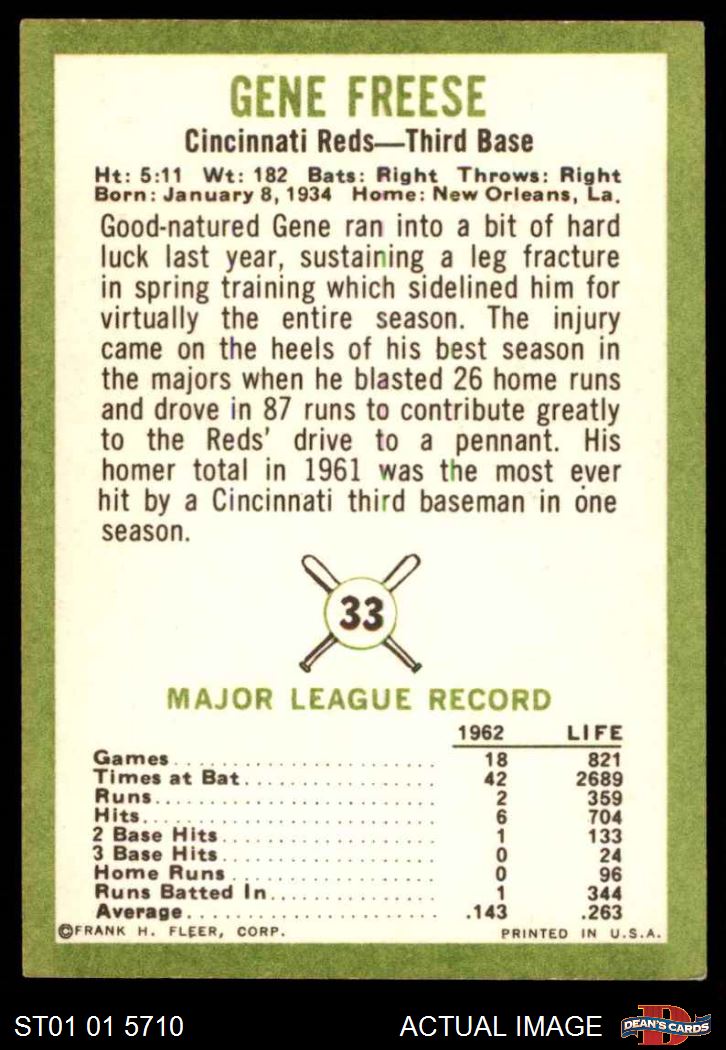 GENE FREESE
Cincinnati Reds—Third Base
Ht: 5:11 Wt: 182 Bats: Right Throws: Right
Born: January 8, 1934 Home: New Orleans, La.
Good-natured Gene ran into a bit of hard
luck last year, sustaining a leg fracture
in spring training which sidelined him for
virtually the entire season. The injury
came on the heels of his best season in
the majors when he blasted 26 home runs
and drove in 87 runs to contribute greatly
to the Reds' drive to a pennant. His
homer total in 1961 was the most ever
hit by a Cincinnati third baseman in one
season.
33
MAJOR LEAGUE RECORD
1962 LIFE
Games 18 821
Times at Bat 42 2689
Runs 2 359
Hits 6 704
2 Base Hits 1 133
3 Base Hits 0 24
Home Runs 0 96
Runs Batted In 1 344
Average .143 .263
©FRANK H. FLEER, CORP. PRINTED IN U.S.A.
ST01 01 5710 ACTUAL IMAGE D DEAN'S CARDS